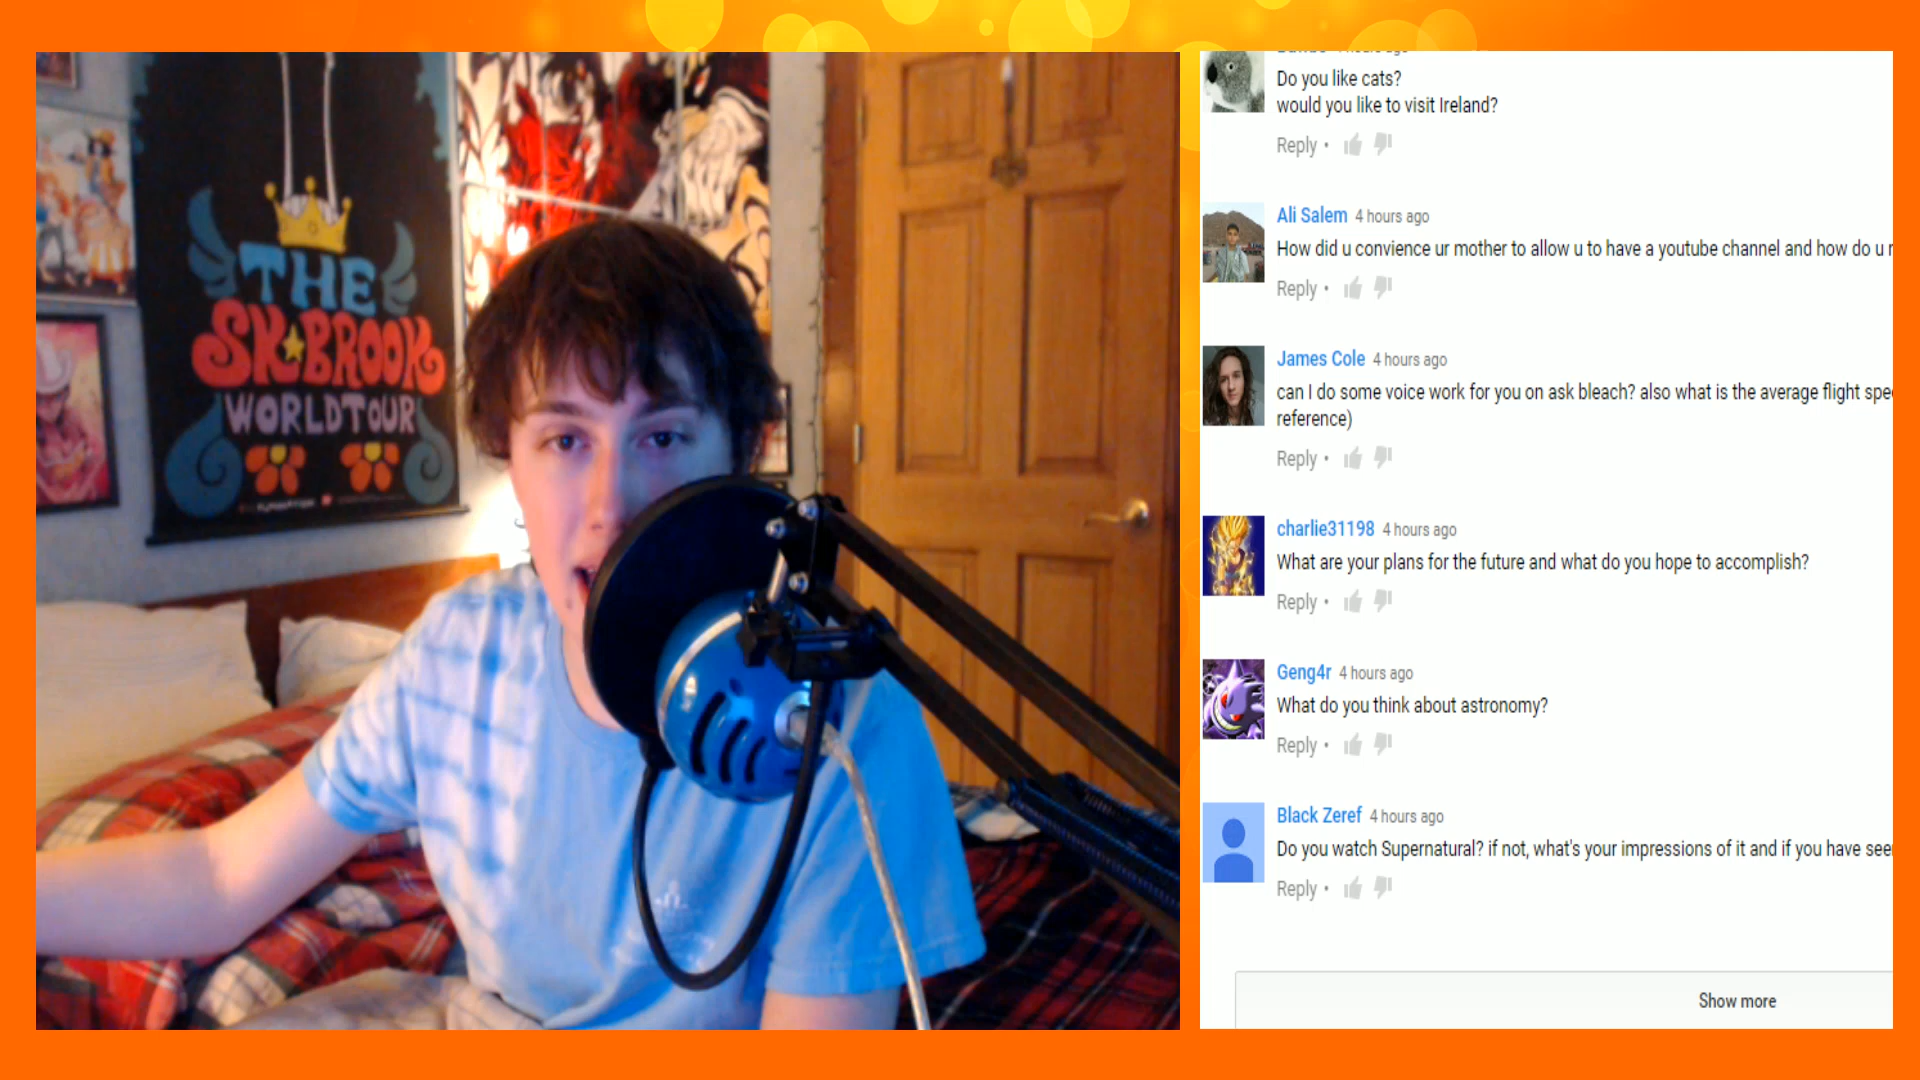 THE
SK★BROOK
WORLD TOUR
Do you like cats?
would you like to visit Ireland?
Reply •
Ali Salem 4 hours ago
How did u convience ur mother to allow u to have a youtube channel and how do u
Reply •
James Cole 4 hours ago
can I do some voice work for you on ask bleach? also what is the average flight spe
reference)
Reply •
charlie31198 4 hours ago
What are your plans for the future and what do you hope to accomplish?
Reply •
Geng4r 4 hours ago
What do you think about astronomy?
Reply •
Black Zeref 4 hours ago
Do you watch Supernatural? if not, what's your impressions of it and if you have see
Reply •
Show more